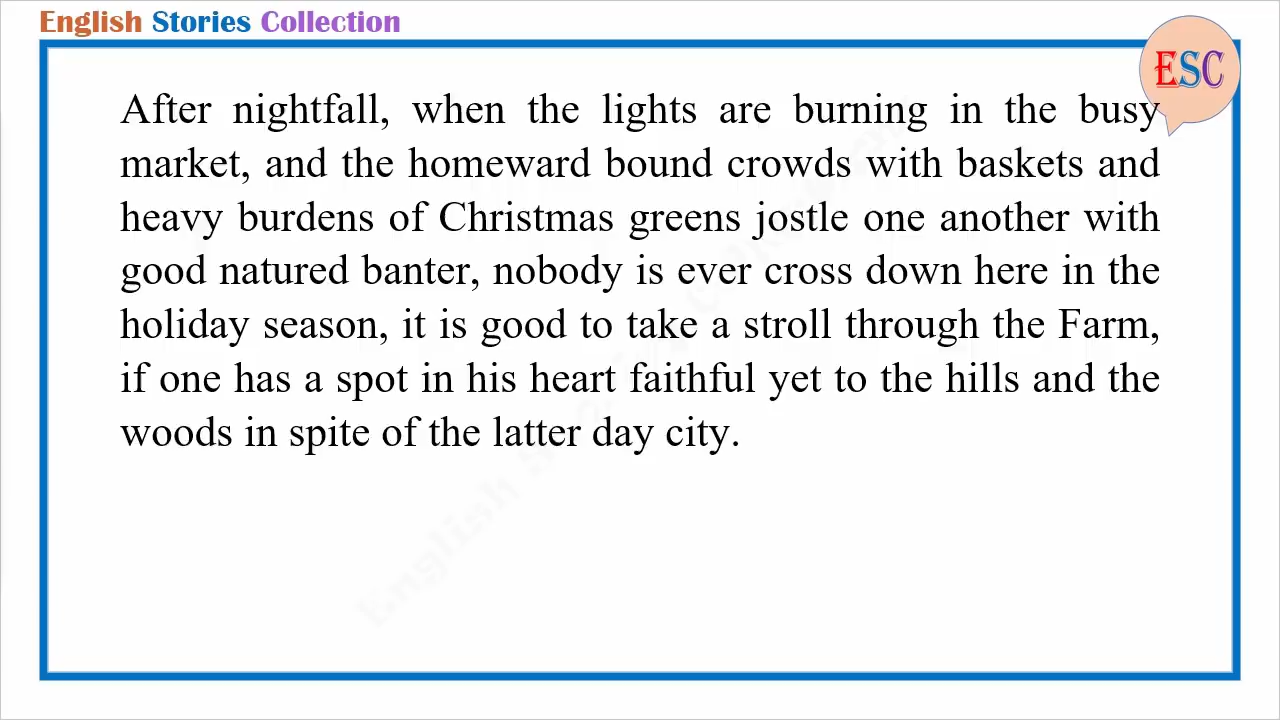 English Stories Collection
ESC
After nightfall, when the lights are burning in the busy
market, and the homeward bound crowds with baskets and
heavy burdens of Christmas greens jostle one another with
good natured banter, nobody is ever cross down here in the
holiday season, it is good to take a stroll through the Farm,
if one has a spot in his heart faithful yet to the hills and the
woods in spite of the latter day city.